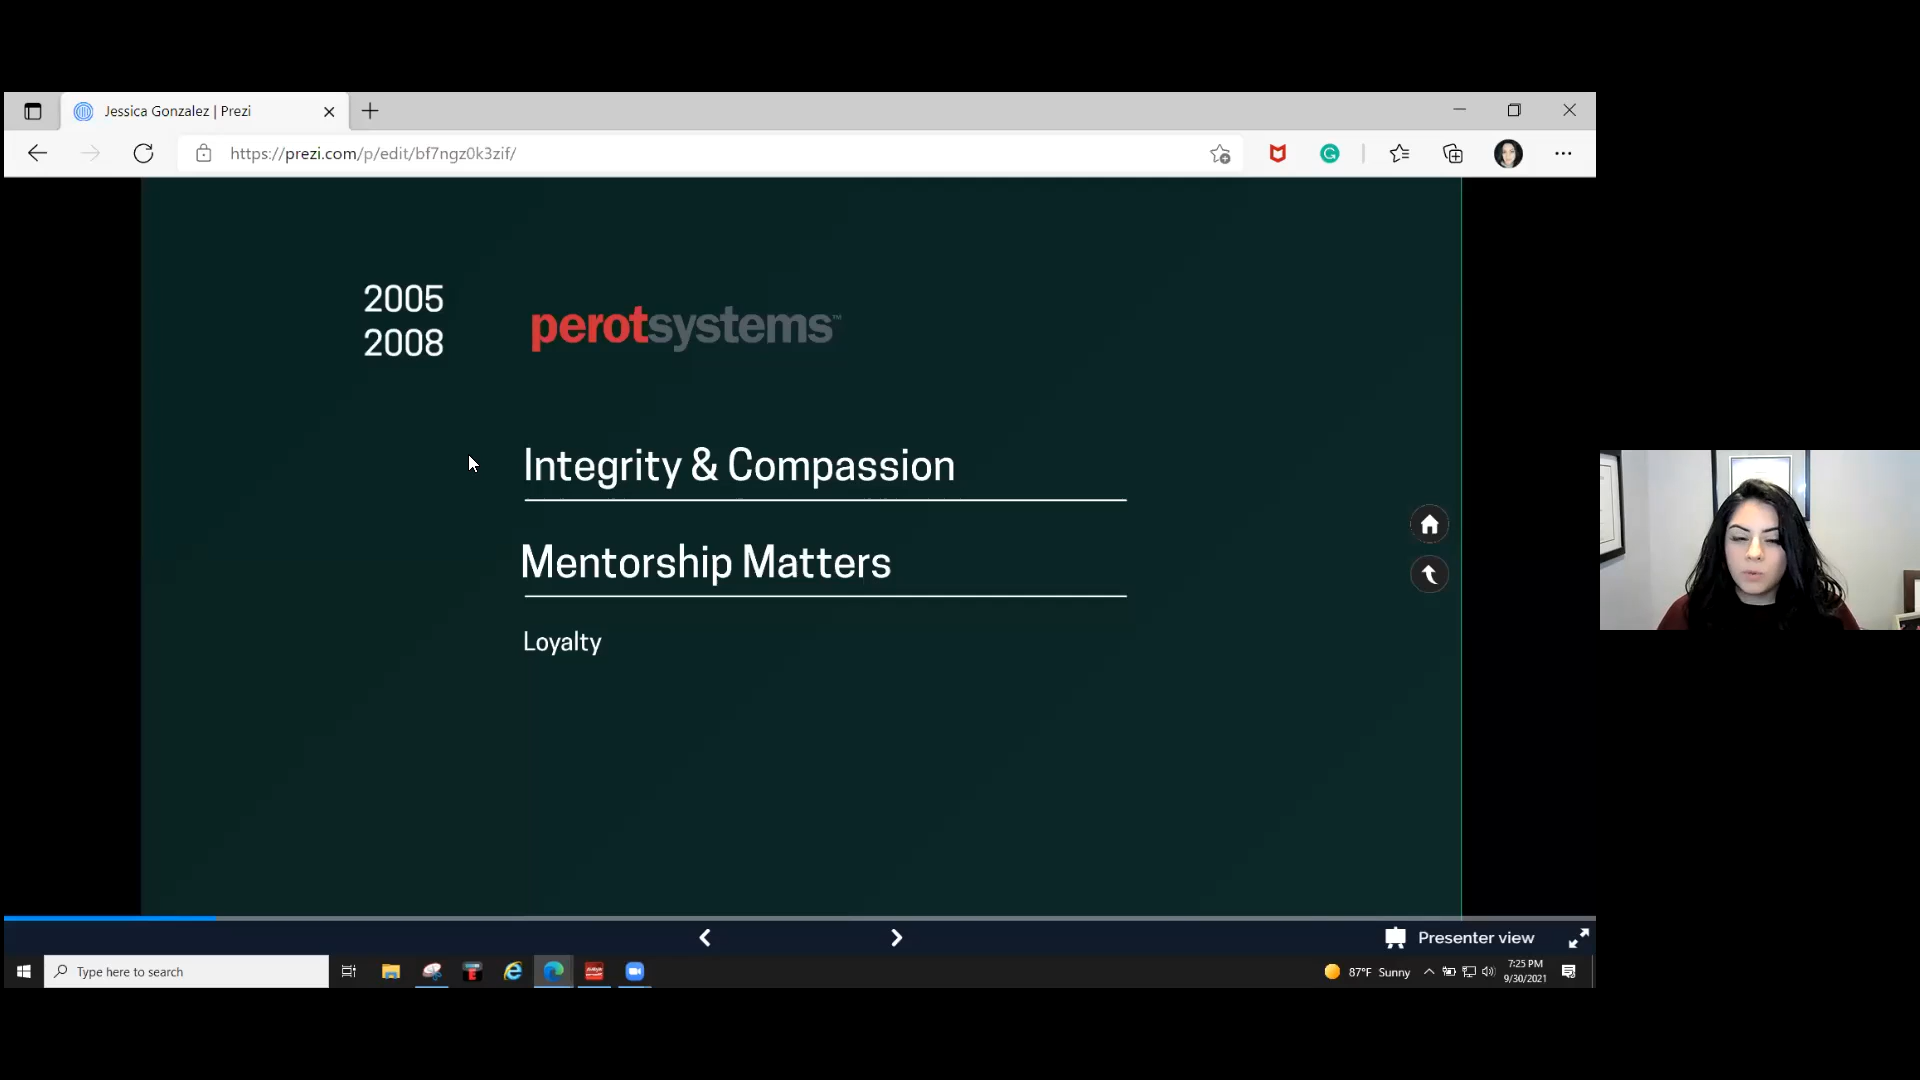 Jessica Gonzalez | Prezi
https://prezi.com/p/edit/bf7ngz0k3zif/
2005
2008
perotsystems™
Integrity & Compassion
Mentorship Matters
Loyalty
Presenter view
Type here to search
87°F Sunny
7:25 PM
9/30/2021